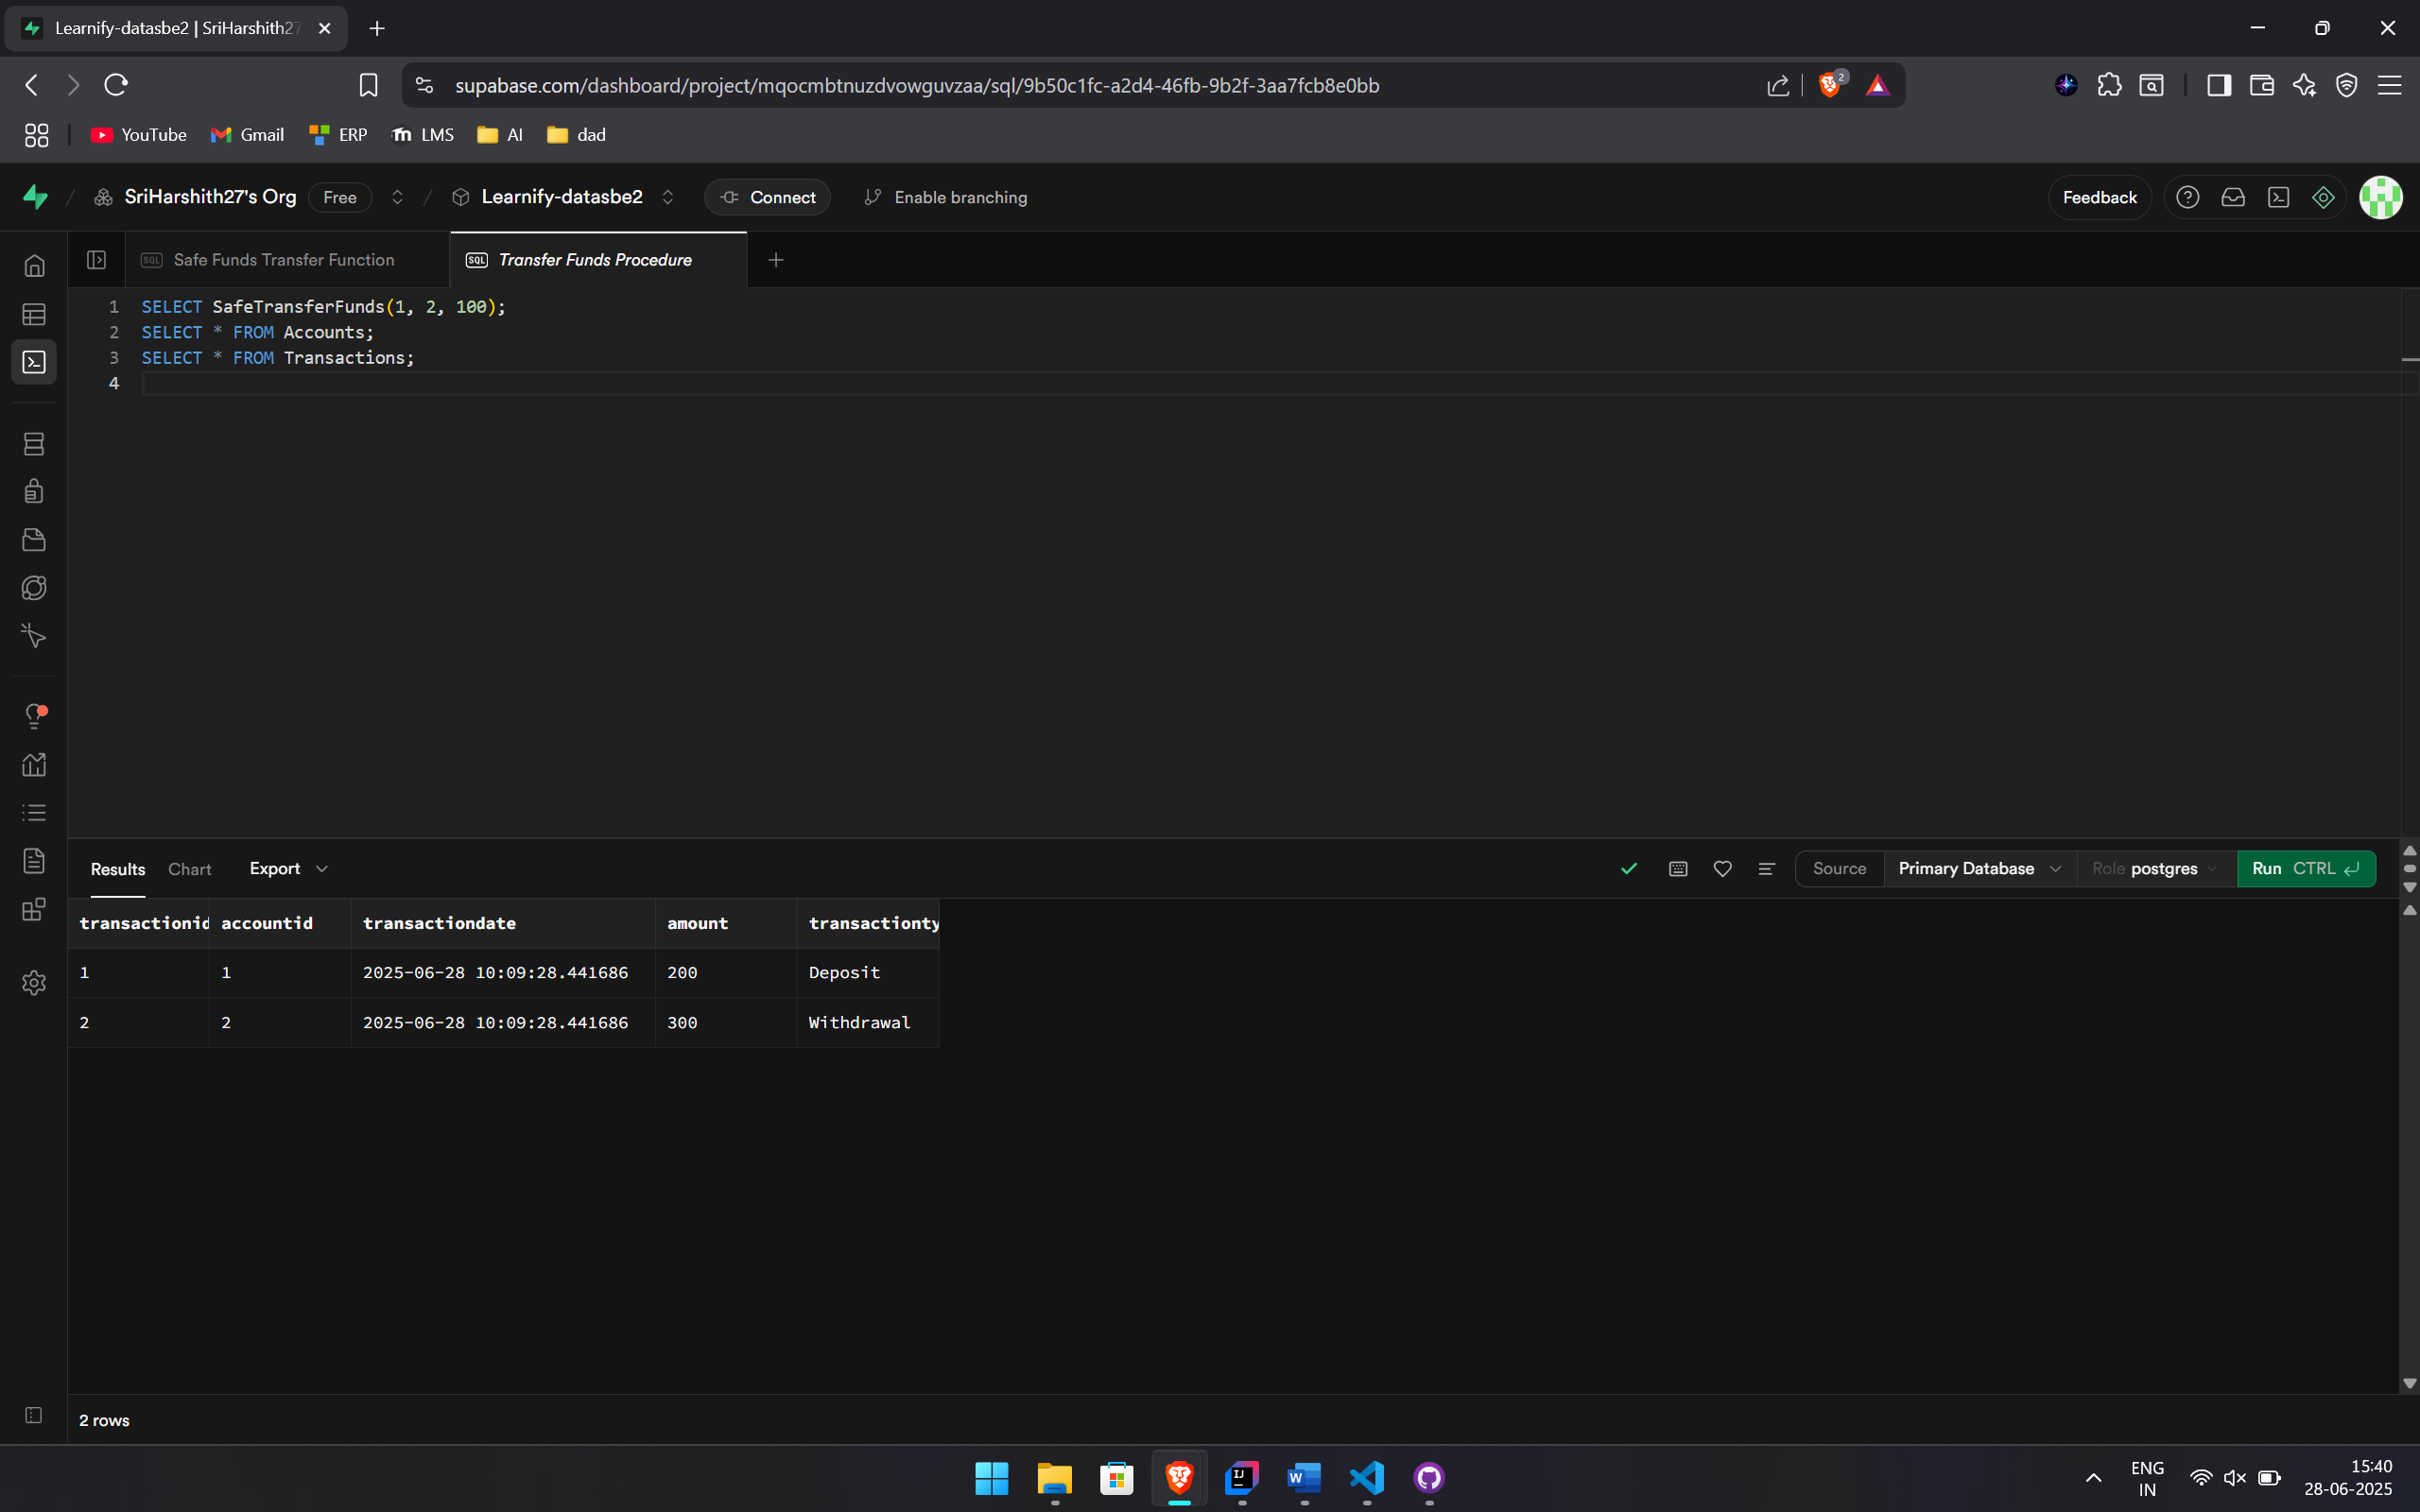 Learnify-datasbe2 | SriHarshith27
supabase.com/dashboard/project/mqocmbtnuzdvowguvzaa/sql/9b50c1fc-a2d4-46fb-9b2f-3aa7fcb8e0bb
2
YouTube Gmail ERP LMS AI dad
SriHarshith27's Org Free Learnify-datasbe2 Connect Enable branching Feedback
SQL Safe Funds Transfer Function SQL Transfer Funds Procedure
1 SELECT SafeTransferFunds(1, 2, 100);
2 SELECT * FROM Accounts;
3 SELECT * FROM Transactions;
4
Results Chart Export Source Primary Database Role postgres Run CTRL
transactionid accountid transactiondate amount transactionty
1 1 2025-06-28 10:09:28.441686 200 Deposit
2 2 2025-06-28 10:09:28.441686 300 Withdrawal
2 rows
ENG
IN
15:40
28-06-2025